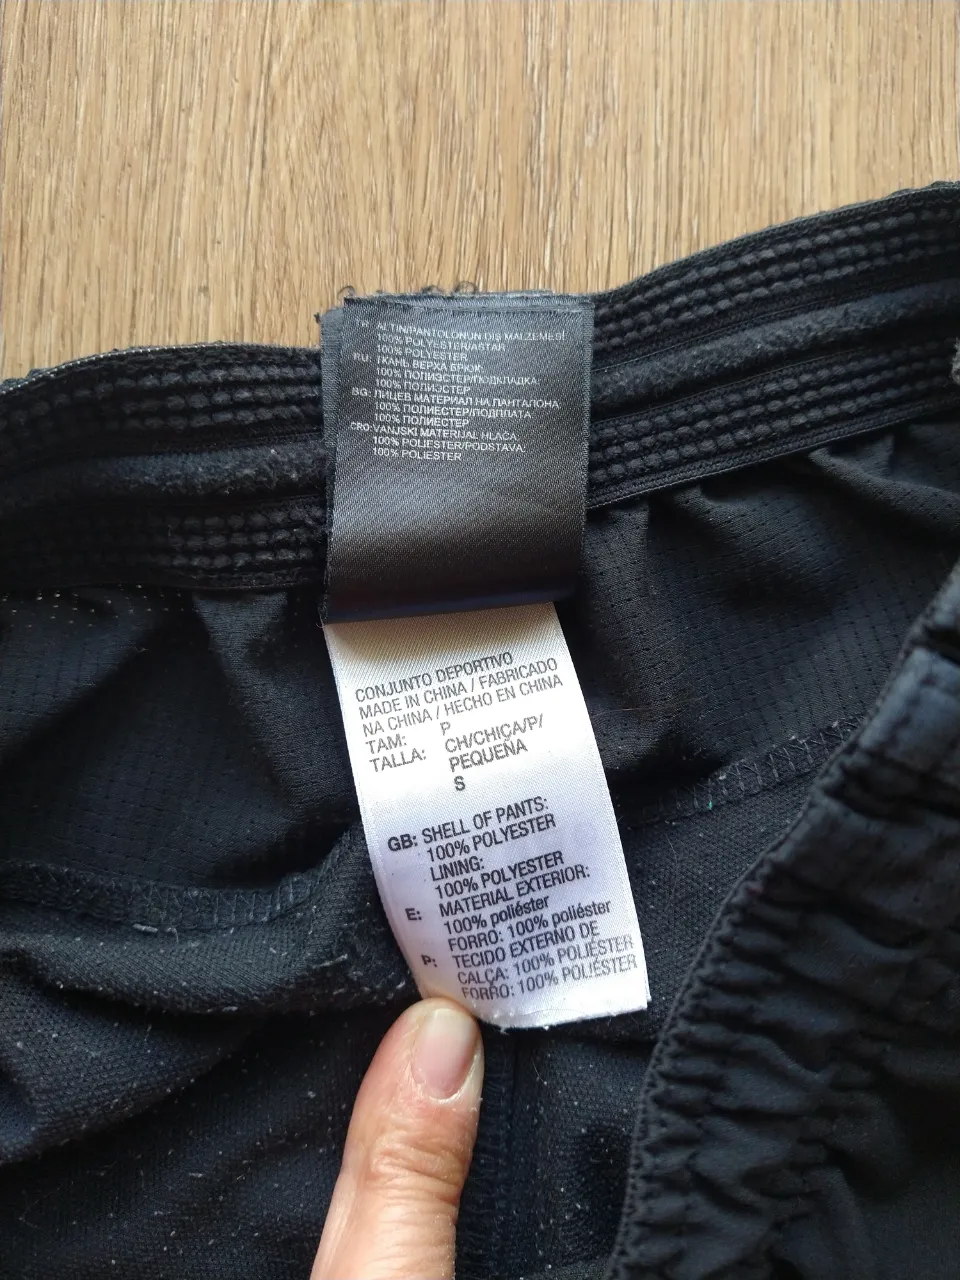 TR: ALTIN/PANTOLONUN DIS MALZEMESİ
100% POLYESTER/ASTAR
100% POLYESTER
RU: ТКАНЬ ВЕРХА БРЮК:
100% ПОЛИЭСТЕР/ПОДКЛАДКА:
100% ПОЛИЭСТЕР
BG: ЛИЦЕВ МАТЕРИАЛ НА ПАНТАЛОНА:
100% ПОЛИЕСТЕР/ПОДПЛАТА:
100% ПОЛИЕСТЕР
CRO: VANJSKI MATERIJAL HLAČA:
100% POLIESTER/PODSTAVA:
100% POLIESTER
CONJUNTO DEPORTIVO
MADE IN CHINA / FABRICADO
NA CHINA / HECHO EN CHINA
TAM: P
TALLA: CH/CHICA/P/
PEQUEÑA
S
GB: SHELL OF PANTS:
100% POLYESTER
LINING:
100% POLYESTER
E: MATERIAL EXTERIOR:
100% poliéster
FORRO: 100% poliéster
P: TECIDO EXTERNO DE
CALÇA: 100% POLIÉSTER
FORRO: 100% POLIÉSTER